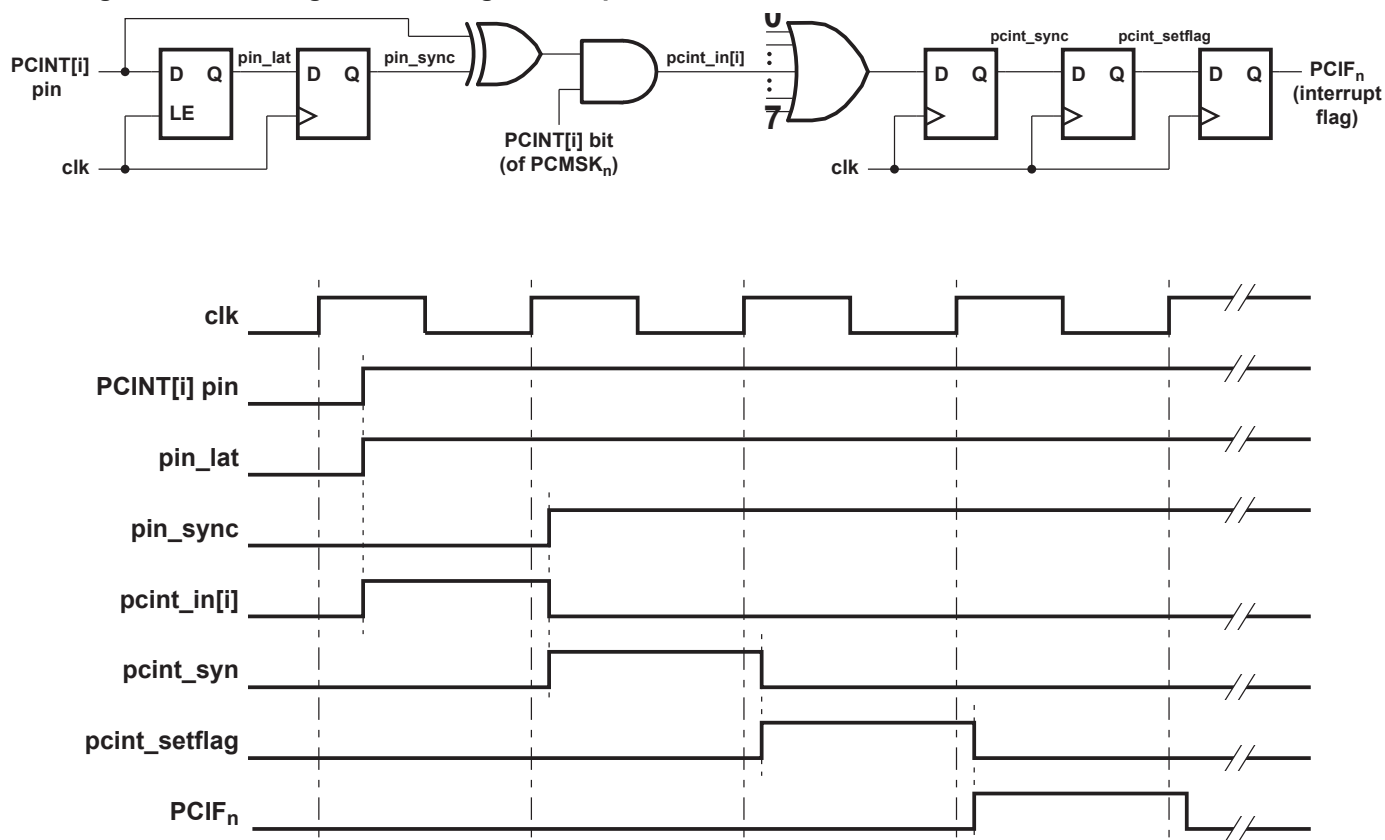 PCINT[i]
pin
D Q
LE
pin_lat
D Q
pin_sync
clk
PCINT[i] bit
(of PCMSKn)
pcint_in[i]
0
7
D Q
pcint_sync
D Q
pcint_setflag
D Q
clk
PCIFn
(interrupt
flag)
clk
PCINT[i] pin
pin_lat
pin_sync
pcint_in[i]
pcint_syn
pcint_setflag
PCIFn